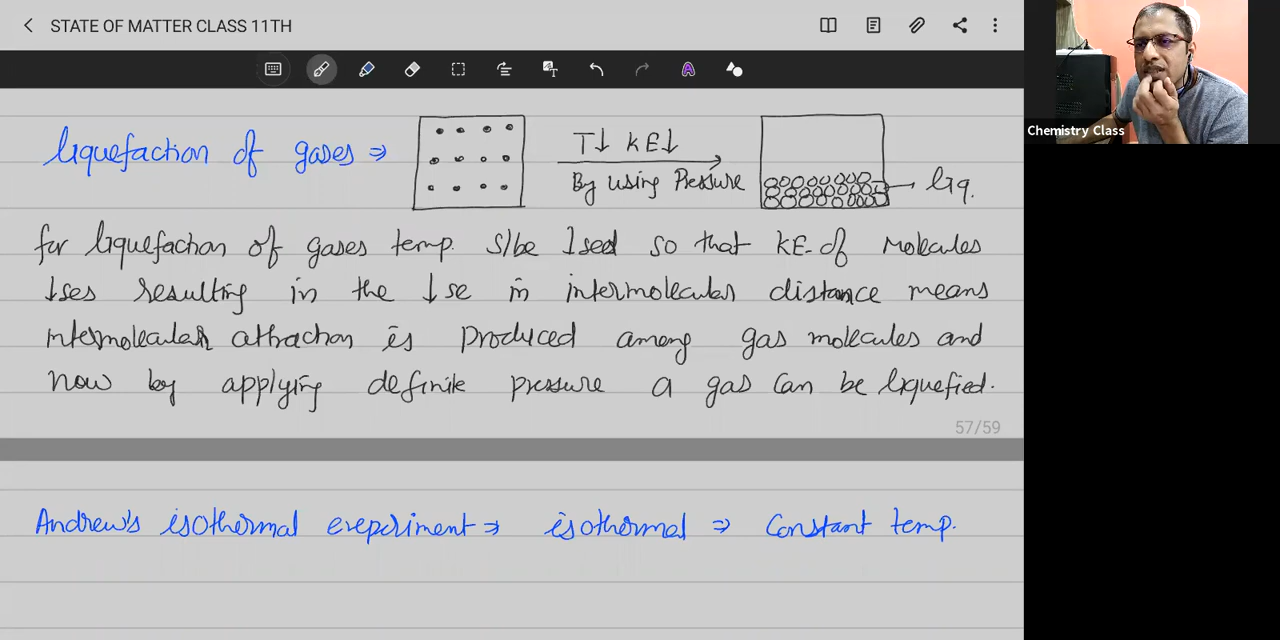 STATE OF MATTER CLASS 11TH
Chemistry Class
liquefaction of gases ⇒
T↓ KE↓
By using Pressure
liq.
for liquefaction of gases temp. s/be ↓sed so that KE. of molecules
↓ses resulting in the ↓se in intermolecular distance means
intermolecular attraction is produced among gas molecules and
now by applying definite pressure a gas can be liquefied.
57/59
Andrew's isothermal experiment ⇒ isothermal ⇒ Constant temp.